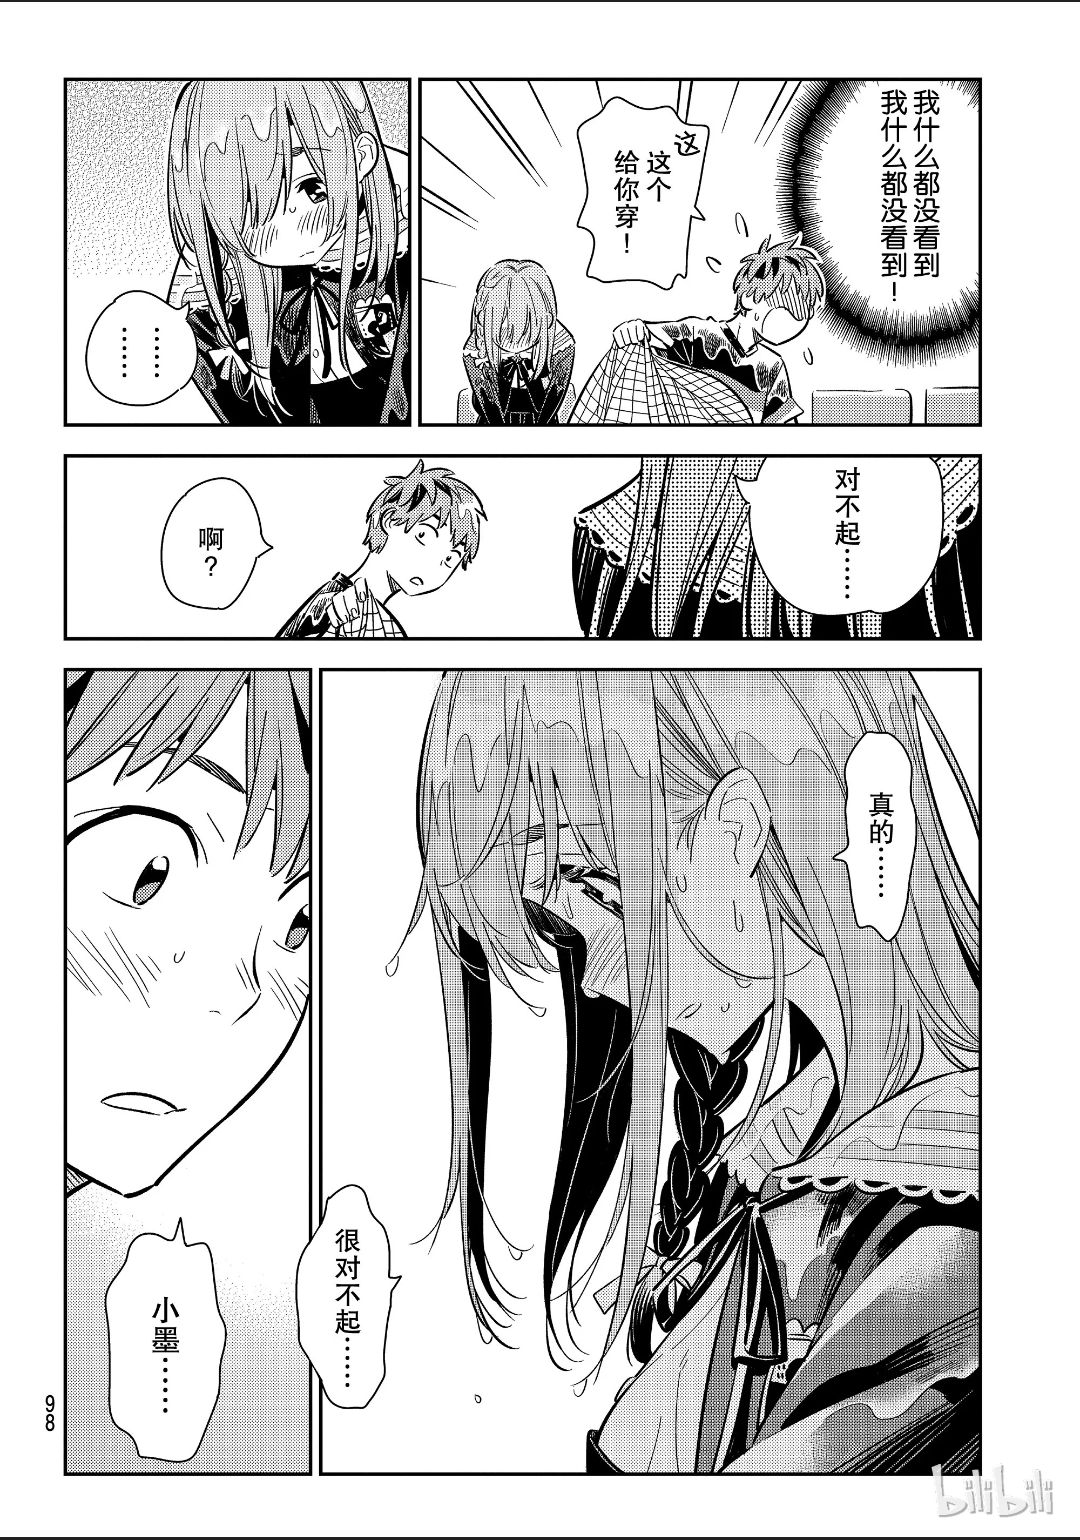 我什么都没看到
我什么都没看到！
这
这个
给你穿！
……
……
对不起……
啊？
真的……
很对不起……
小墨……
98
bilibili